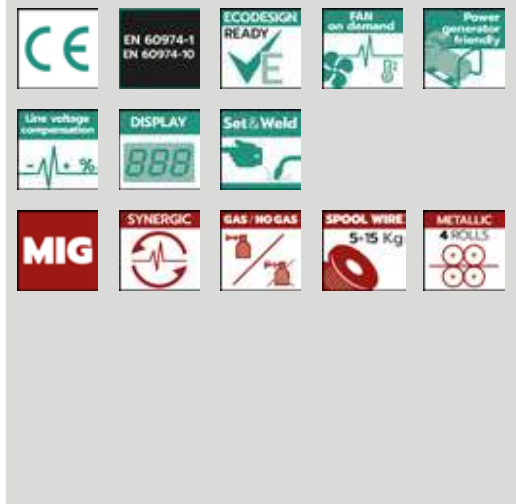 CE
EN 60974-1
EN 60974-10
ECODESIGN
READY
E
FAN
on demand
Power
generator
friendly
Line voltage
compensation
- + %
DISPLAY
888
Set&Weld
MIG
SYNERGIC
GAS/NO GAS
SPOOL WIRE
5÷15 Kg
METALLIC
4 ROLLS